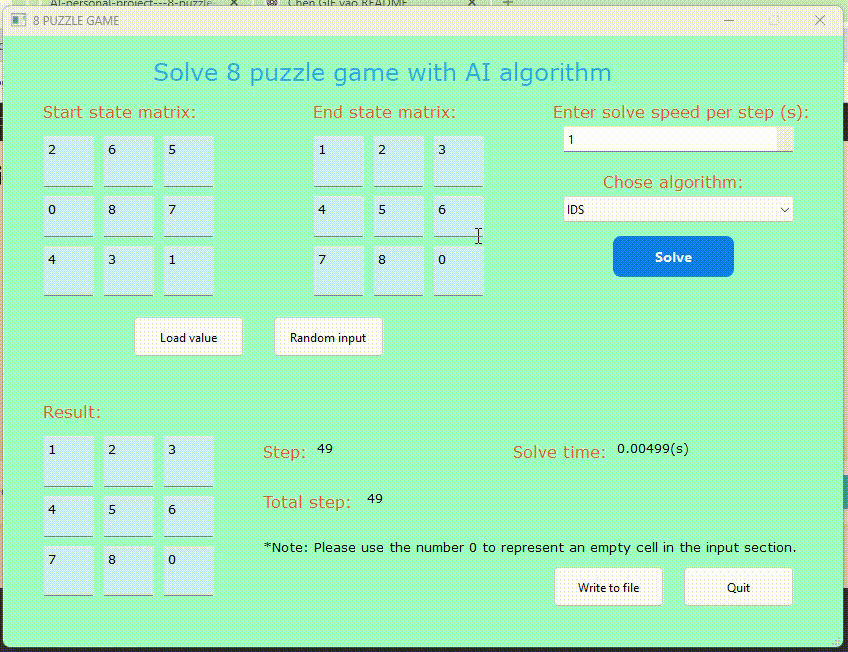 AI-personal-project---8-puzzle-
Chèn GIF vào README
8 PUZZLE GAME
Solve 8 puzzle game with AI algorithm
Start state matrix: End state matrix: Enter solve speed per step (s):
2 6 5 1 2 3 1
Chose algorithm:
0 8 7 4 5 6 IDS
4 3 1 7 8 0 Solve
Load value Random input
Result:
1 2 3 Step: 49 Solve time: 0.00499(s)
4 5 6 Total step: 49
*Note: Please use the number 0 to represent an empty cell in the input section.
7 8 0
Write to file Quit